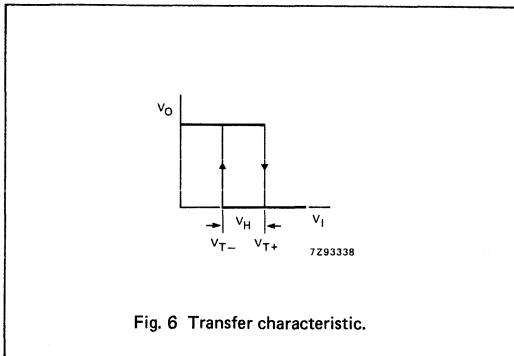 VO
VH
VI
VT−
VT+
7Z93338
Fig. 6 Transfer characteristic.